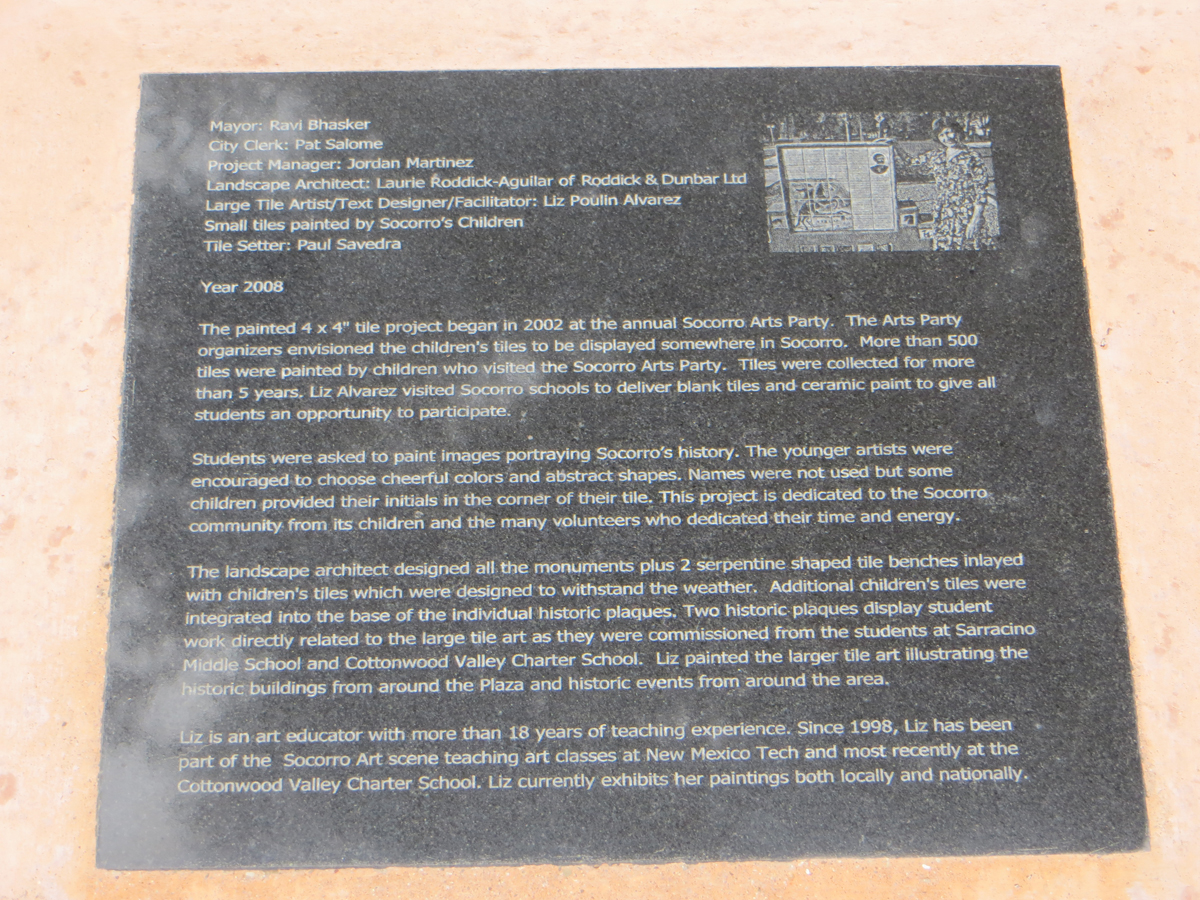 Mayor: Ravi Bhasker
City Clerk: Pat Salome
Project Manager: Jordan Martinez
Landscape Architect: Laurie Roddick-Aguilar of Roddick & Dunbar Ltd
Large Tile Artist/Text Designer/Facilitator: Liz Poulin Alvarez
Small tiles painted by Socorro's Children
Tile Setter: Paul Savedra
Year 2008
The painted 4 x 4" tile project began in 2002 at the annual Socorro Arts Party. The Arts Party
organizers envisioned the children's tiles to be displayed somewhere in Socorro. More than 500
tiles were painted by children who visited the Socorro Arts Party. Tiles were collected for more
than 5 years. Liz Alvarez visited Socorro schools to deliver blank tiles and ceramic paint to give all
students an opportunity to participate.
Students were asked to paint images portraying Socorro's history. The younger artists were
encouraged to choose cheerful colors and abstract shapes. Names were not used but some
children provided their initials in the corner of their tile. This project is dedicated to the Socorro
community from its children and the many volunteers who dedicated their time and energy.
The landscape architect designed all the monuments plus 2 serpentine shaped tile benches inlayed
with children's tiles which were designed to withstand the weather. Additional children's tiles were
integrated into the base of the individual historic plaques. Two historic plaques display student
work directly related to the large tile art as they were commissioned from the students at Sarracino
Middle School and Cottonwood Valley Charter School. Liz painted the larger tile art illustrating the
historic buildings from around the Plaza and historic events from around the area.
Liz is an art educator with more than 18 years of teaching experience. Since 1998, Liz has been
part of the Socorro Art scene teaching art classes at New Mexico Tech and most recently at the
Cottonwood Valley Charter School. Liz currently exhibits her paintings both locally and nationally.